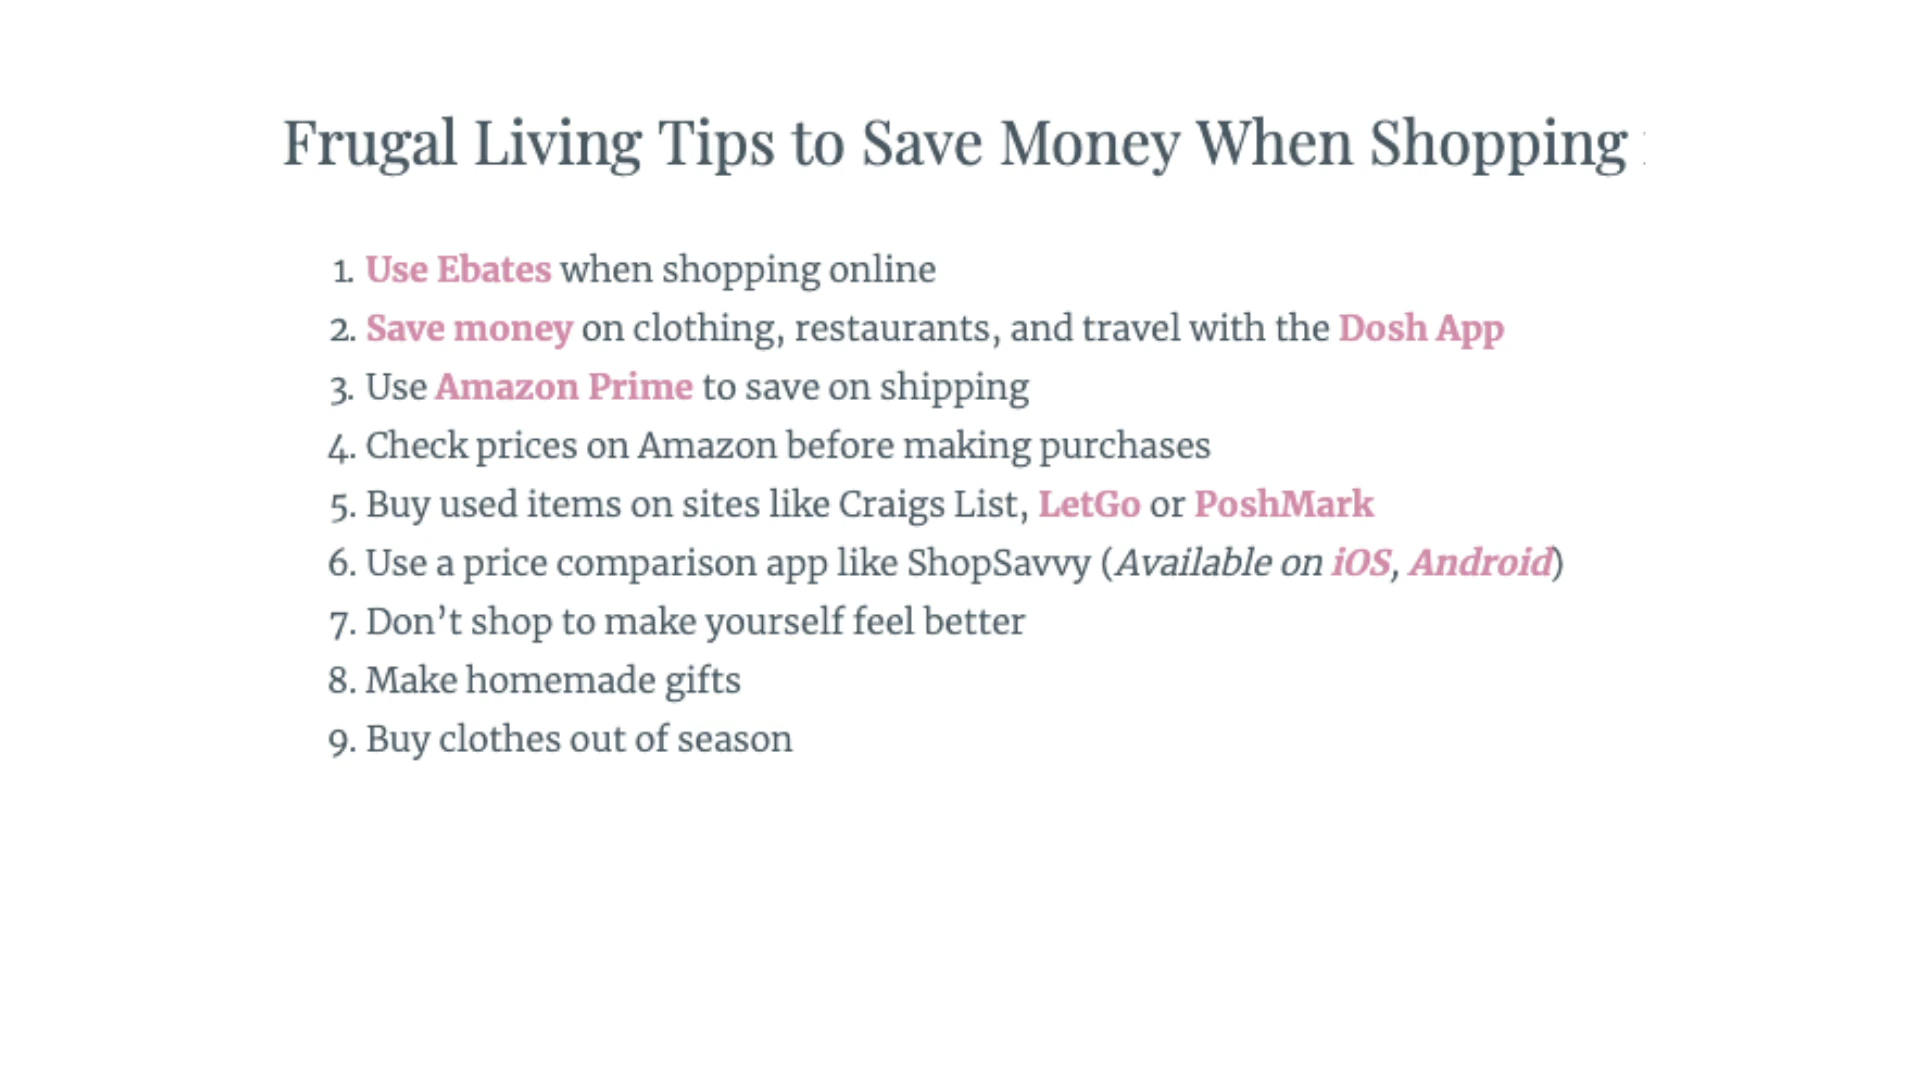 Frugal Living Tips to Save Money When Shopping
1. Use Ebates when shopping online
2. Save money on clothing, restaurants, and travel with the Dosh App
3. Use Amazon Prime to save on shipping
4. Check prices on Amazon before making purchases
5. Buy used items on sites like Craigs List, LetGo or PoshMark
6. Use a price comparison app like ShopSavvy (Available on iOS, Android)
7. Don’t shop to make yourself feel better
8. Make homemade gifts
9. Buy clothes out of season